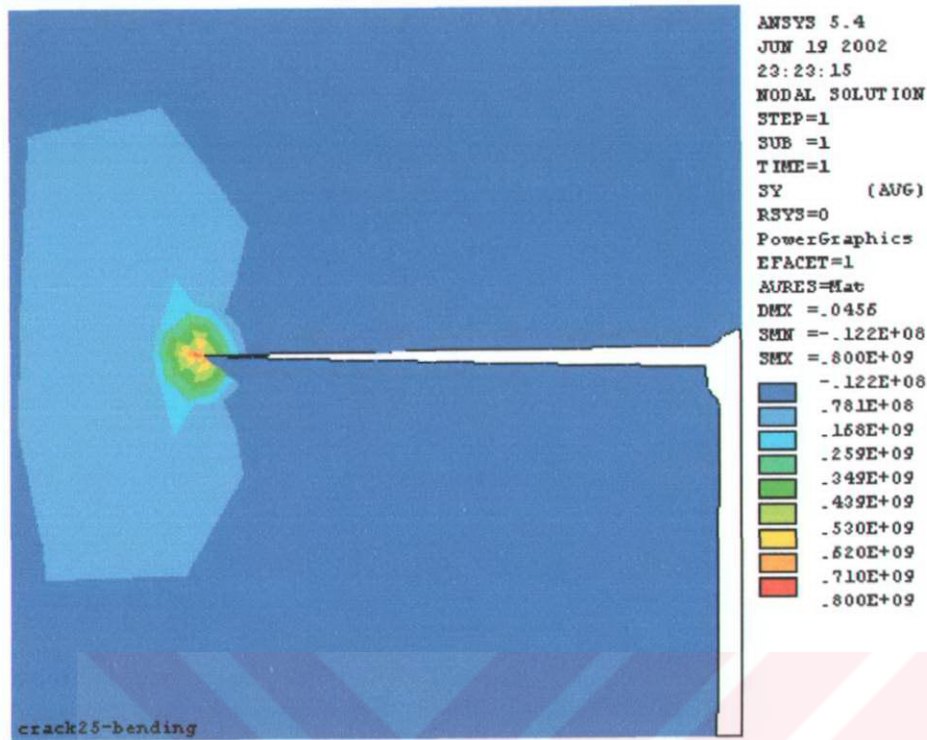 ANSYS 5.4
JUN 19 2002
23:23:15
NODAL SOLUTION
STEP=1
SUB =1
TIME=1
SY (AVG)
RSYS=0
PowerGraphics
EFACET=1
AVRES=Mat
DMX =.0456
SMN =-.122E+08
SMX =.800E+09
-.122E+08
.781E+08
.168E+09
.259E+09
.349E+09
.439E+09
.530E+09
.620E+09
.710E+09
.800E+09
crack25-bending